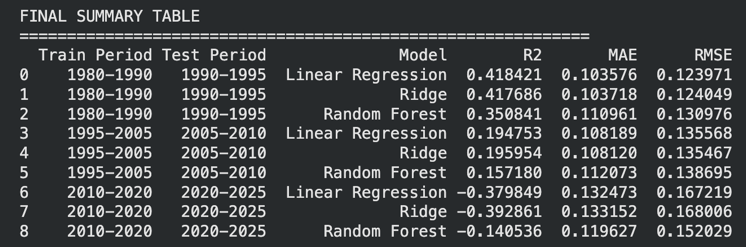 FINAL SUMMARY TABLE
============================================================
Train Period Test Period Model R2 MAE RMSE
0 1980-1990 1990-1995 Linear Regression 0.418421 0.103576 0.123971
1 1980-1990 1990-1995 Ridge 0.417686 0.103718 0.124049
2 1980-1990 1990-1995 Random Forest 0.350841 0.110961 0.130976
3 1995-2005 2005-2010 Linear Regression 0.194753 0.108189 0.135568
4 1995-2005 2005-2010 Ridge 0.195954 0.108120 0.135467
5 1995-2005 2005-2010 Random Forest 0.157180 0.112073 0.138695
6 2010-2020 2020-2025 Linear Regression -0.379849 0.132473 0.167219
7 2010-2020 2020-2025 Ridge -0.392861 0.133152 0.168006
8 2010-2020 2020-2025 Random Forest -0.140536 0.119627 0.152029